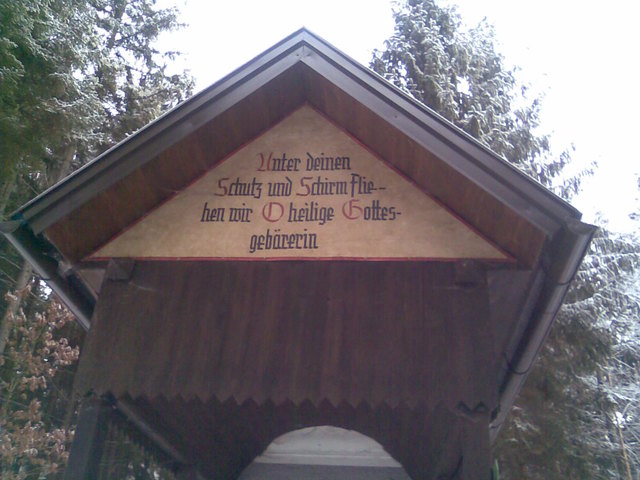 Unter deinen
Schutz und Schirm flie-
hen wir O heilige Gottes-
gebärerin